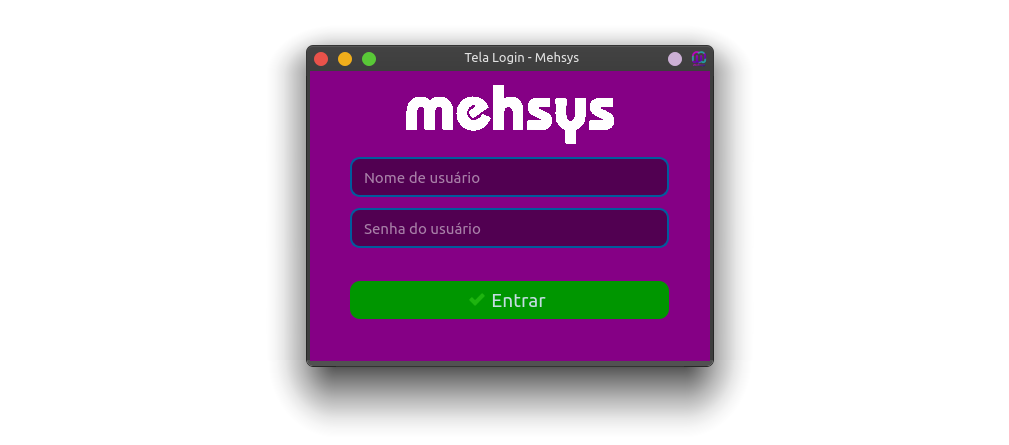 Tela Login - Mehsys
mehsys
Nome de usuário
Senha do usuário
Entrar